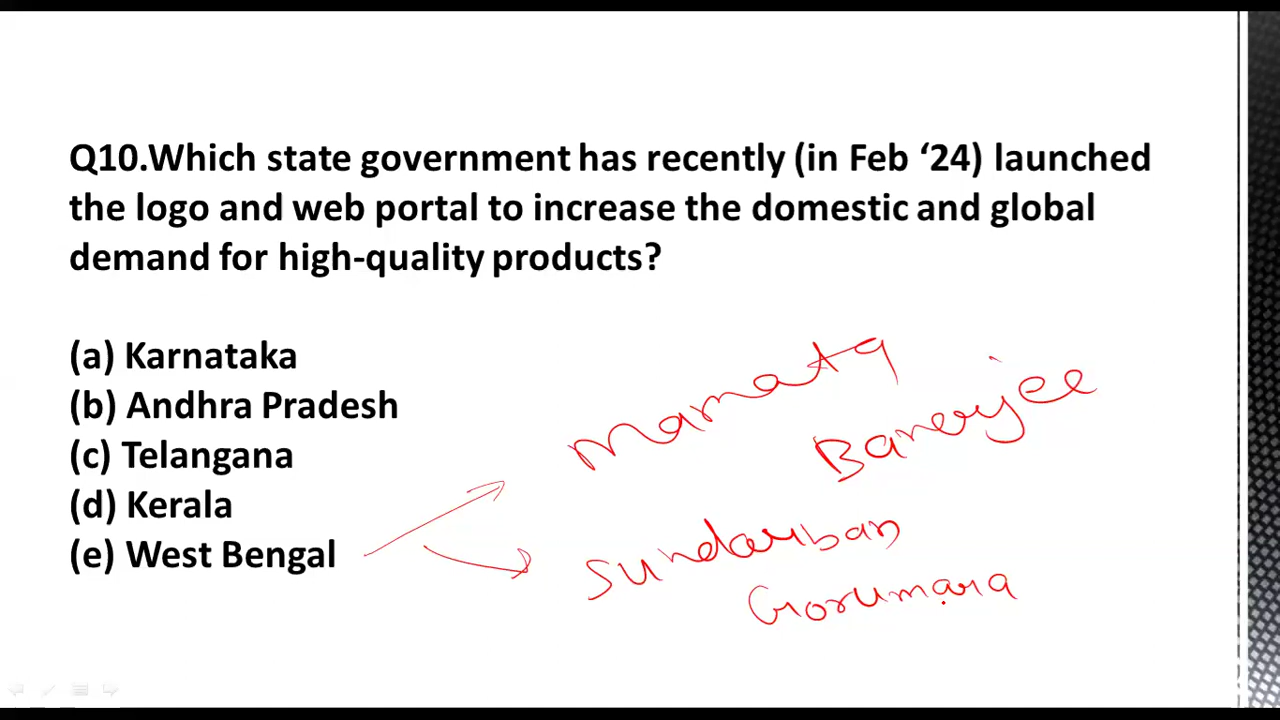 Q10.Which state government has recently (in Feb ‘24) launched
the logo and web portal to increase the domestic and global
demand for high-quality products?
(a) Karnataka
(b) Andhra Pradesh
(c) Telangana
(d) Kerala
(e) West Bengal
Mamata
Banerjee
Sundarban
Gorumara